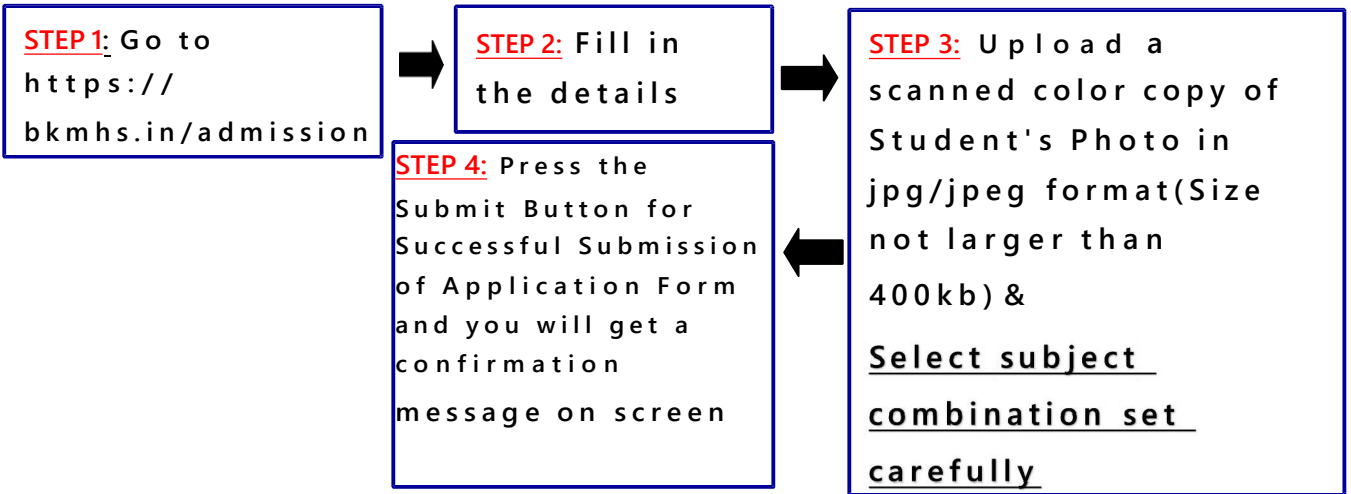 STEP 1: Go to
https://
bkmhs.in/admission
STEP 2: Fill in
the details
STEP 3: Upload a
scanned color copy of
Student's Photo in
jpg/jpeg format(Size
not larger than
400kb) &
Select subject
combination set
carefully
STEP 4: Press the
Submit Button for
Successful Submission
of Application Form
and you will get a
confirmation
message on screen